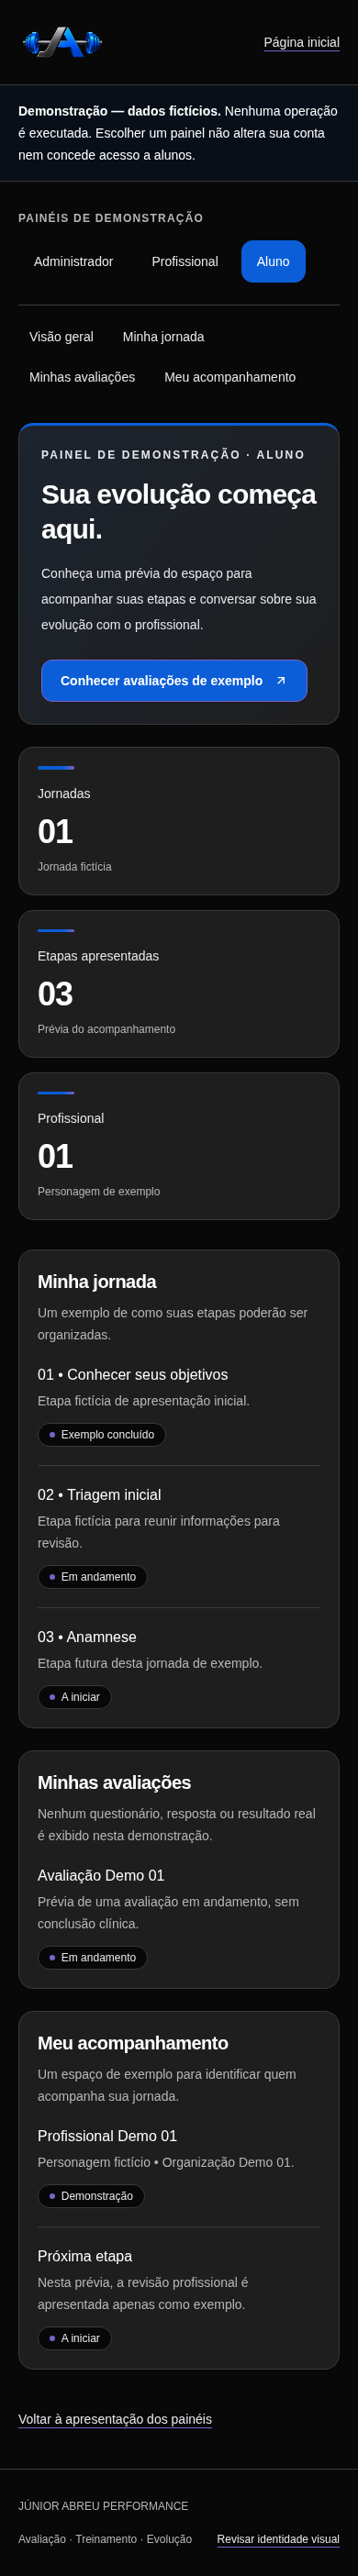 Página inicial
Demonstração — dados fictícios. Nenhuma operação
é executada. Escolher um painel não altera sua conta
nem concede acesso a alunos.
PAINÉIS DE DEMONSTRAÇÃO
Administrador Profissional Aluno
Visão geral Minha jornada
Minhas avaliações Meu acompanhamento
PAINEL DE DEMONSTRAÇÃO · ALUNO
Sua evolução começa
aqui.
Conheça uma prévia do espaço para
acompanhar suas etapas e conversar sobre sua
evolução com o profissional.
Conhecer avaliações de exemplo
Jornadas
01
Jornada fictícia
Etapas apresentadas
03
Prévia do acompanhamento
Profissional
01
Personagem de exemplo
Minha jornada
Um exemplo de como suas etapas poderão ser
organizadas.
01 • Conhecer seus objetivos
Etapa fictícia de apresentação inicial.
Exemplo concluído
02 • Triagem inicial
Etapa fictícia para reunir informações para
revisão.
Em andamento
03 • Anamnese
Etapa futura desta jornada de exemplo.
A iniciar
Minhas avaliações
Nenhum questionário, resposta ou resultado real
é exibido nesta demonstração.
Avaliação Demo 01
Prévia de uma avaliação em andamento, sem
conclusão clínica.
Em andamento
Meu acompanhamento
Um espaço de exemplo para identificar quem
acompanha sua jornada.
Profissional Demo 01
Personagem fictício • Organização Demo 01.
Demonstração
Próxima etapa
Nesta prévia, a revisão profissional é
apresentada apenas como exemplo.
A iniciar
Voltar à apresentação dos painéis
JÚNIOR ABREU PERFORMANCE
Avaliação · Treinamento · Evolução Revisar identidade visual